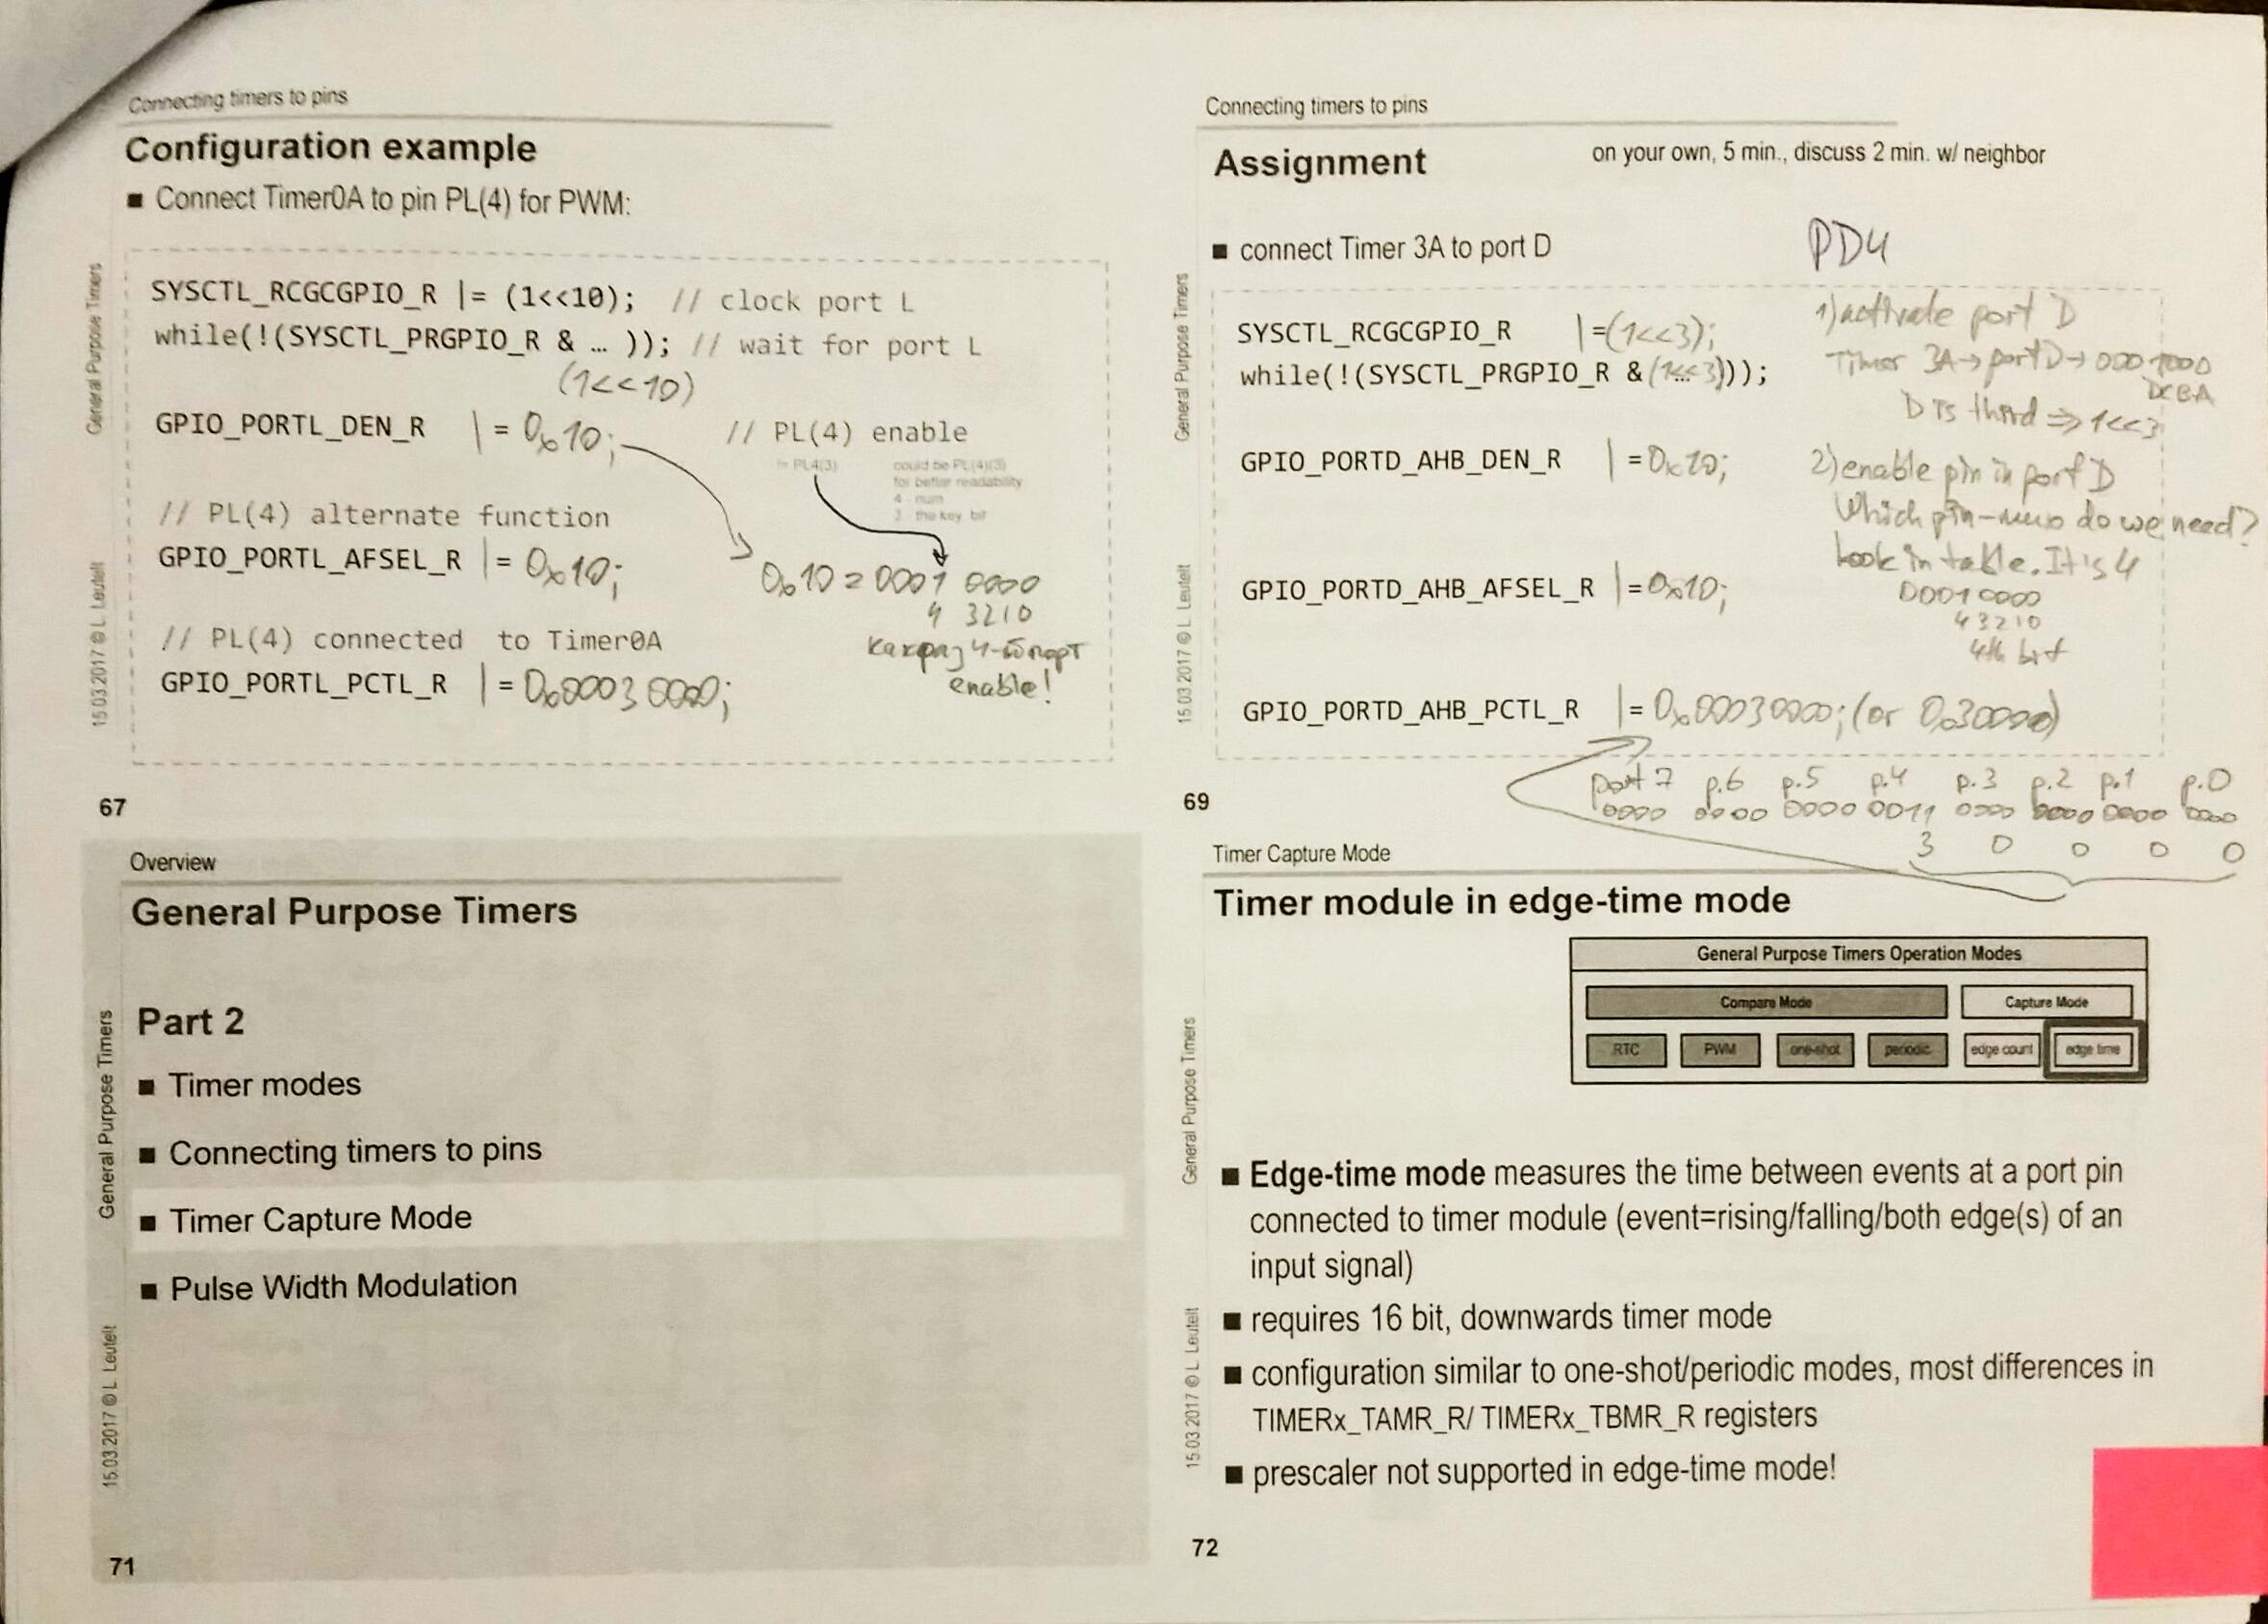 Connecting timers to pins
Configuration example
■ Connect Timer0A to pin PL(4) for PWM:
SYSCTL_RCGCGPIO_R |= (1<<10); // clock port L
while(!(SYSCTL_PRGPIO_R & … )); // wait for port L
(1<<10)
GPIO_PORTL_DEN_R |= 0x10; // PL(4) enable
could be PL(4)(3)
for better readability
4 - num
3 - the key bit
// PL(4) alternate function
GPIO_PORTL_AFSEL_R |= 0x10;
0x10 = 0001 0000
4 3210
enable!
// PL(4) connected to Timer0A
GPIO_PORTL_PCTL_R |= 0x00030000;
General Purpose Timers
15.03.2017 © L. Leutelt
67
Connecting timers to pins
Assignment
on your own, 5 min., discuss 2 min. w/ neighbor
■ connect Timer 3A to port D
PD4
SYSCTL_RCGCGPIO_R |=(1<<3);
while(!(SYSCTL_PRGPIO_R &(1<<3)));
GPIO_PORTD_AHB_DEN_R |=0x10;
GPIO_PORTD_AHB_AFSEL_R |=0x10;
GPIO_PORTD_AHB_PCTL_R |=0x00030000; (or 0x30000)
1) activate port D
Timer 3A→portD→0001000
DCBA
D is third ⇒ 1<<3
2) enable pin in port D
Which pin-mux do we need?
Look in table. It's 4
00010000
43210
4th bit
port 7 p.6 p.5 p.4 p.3 p.2 p.1 p.0
0000 0000 0000 0011 0000 0000 0000 0000
3 0 0 0 0
General Purpose Timers
15.03.2017 © L. Leutelt
69
Overview
General Purpose Timers
Part 2
■ Timer modes
■ Connecting timers to pins
■ Timer Capture Mode
■ Pulse Width Modulation
General Purpose Timers
15.03.2017 © L. Leutelt
71
Timer Capture Mode
Timer module in edge-time mode
General Purpose Timers Operation Modes
Compare Mode Capture Mode
RTC PWM one-shot periodic edge count edge time
■ Edge-time mode measures the time between events at a port pin
connected to timer module (event=rising/falling/both edge(s) of an
input signal)
■ requires 16 bit, downwards timer mode
■ configuration similar to one-shot/periodic modes, most differences in
TIMERx_TAMR_R/ TIMERx_TBMR_R registers
■ prescaler not supported in edge-time mode!
General Purpose Timers
15.03.2017 © L. Leutelt
72